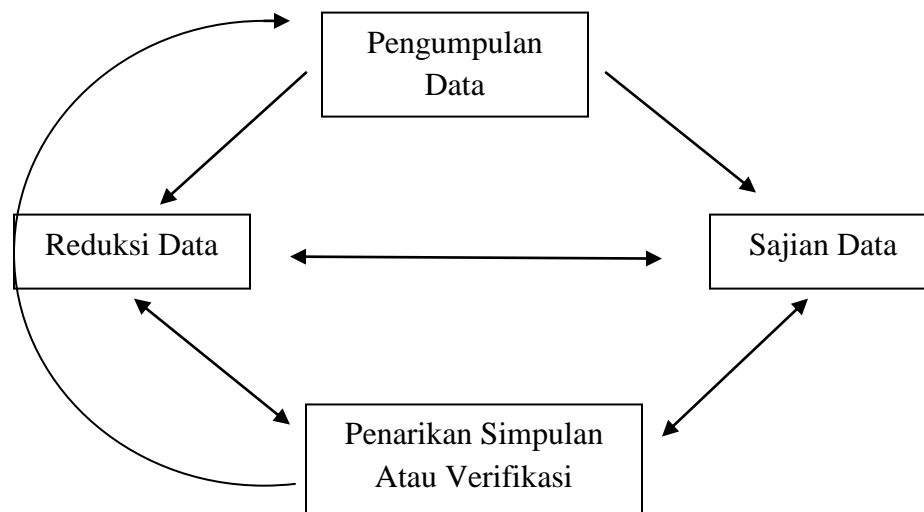 Pengumpulan
Data
Reduksi Data
Sajian Data
Penarikan Simpulan
Atau Verifikasi